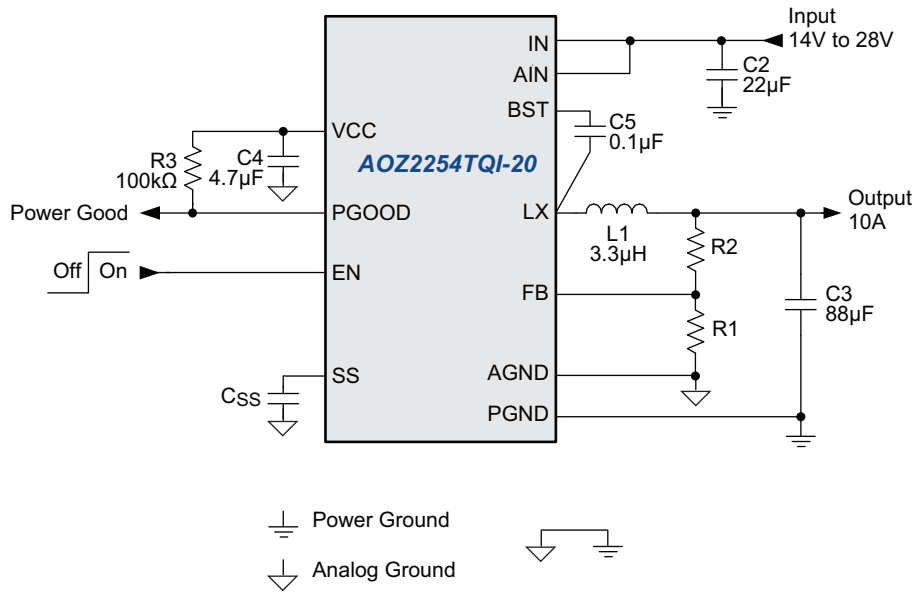 Input
14V to 28V
IN
AIN
C2
22µF
BST
C5
0.1µF
VCC
AOZ2254TQI-20
R3
100kΩ
C4
4.7µF
Power Good
PGOOD
LX
L1
3.3µH
Output
10A
R2
Off
On
EN
FB
C3
88µF
R1
SS
CSS
AGND
PGND
Power Ground
Analog Ground